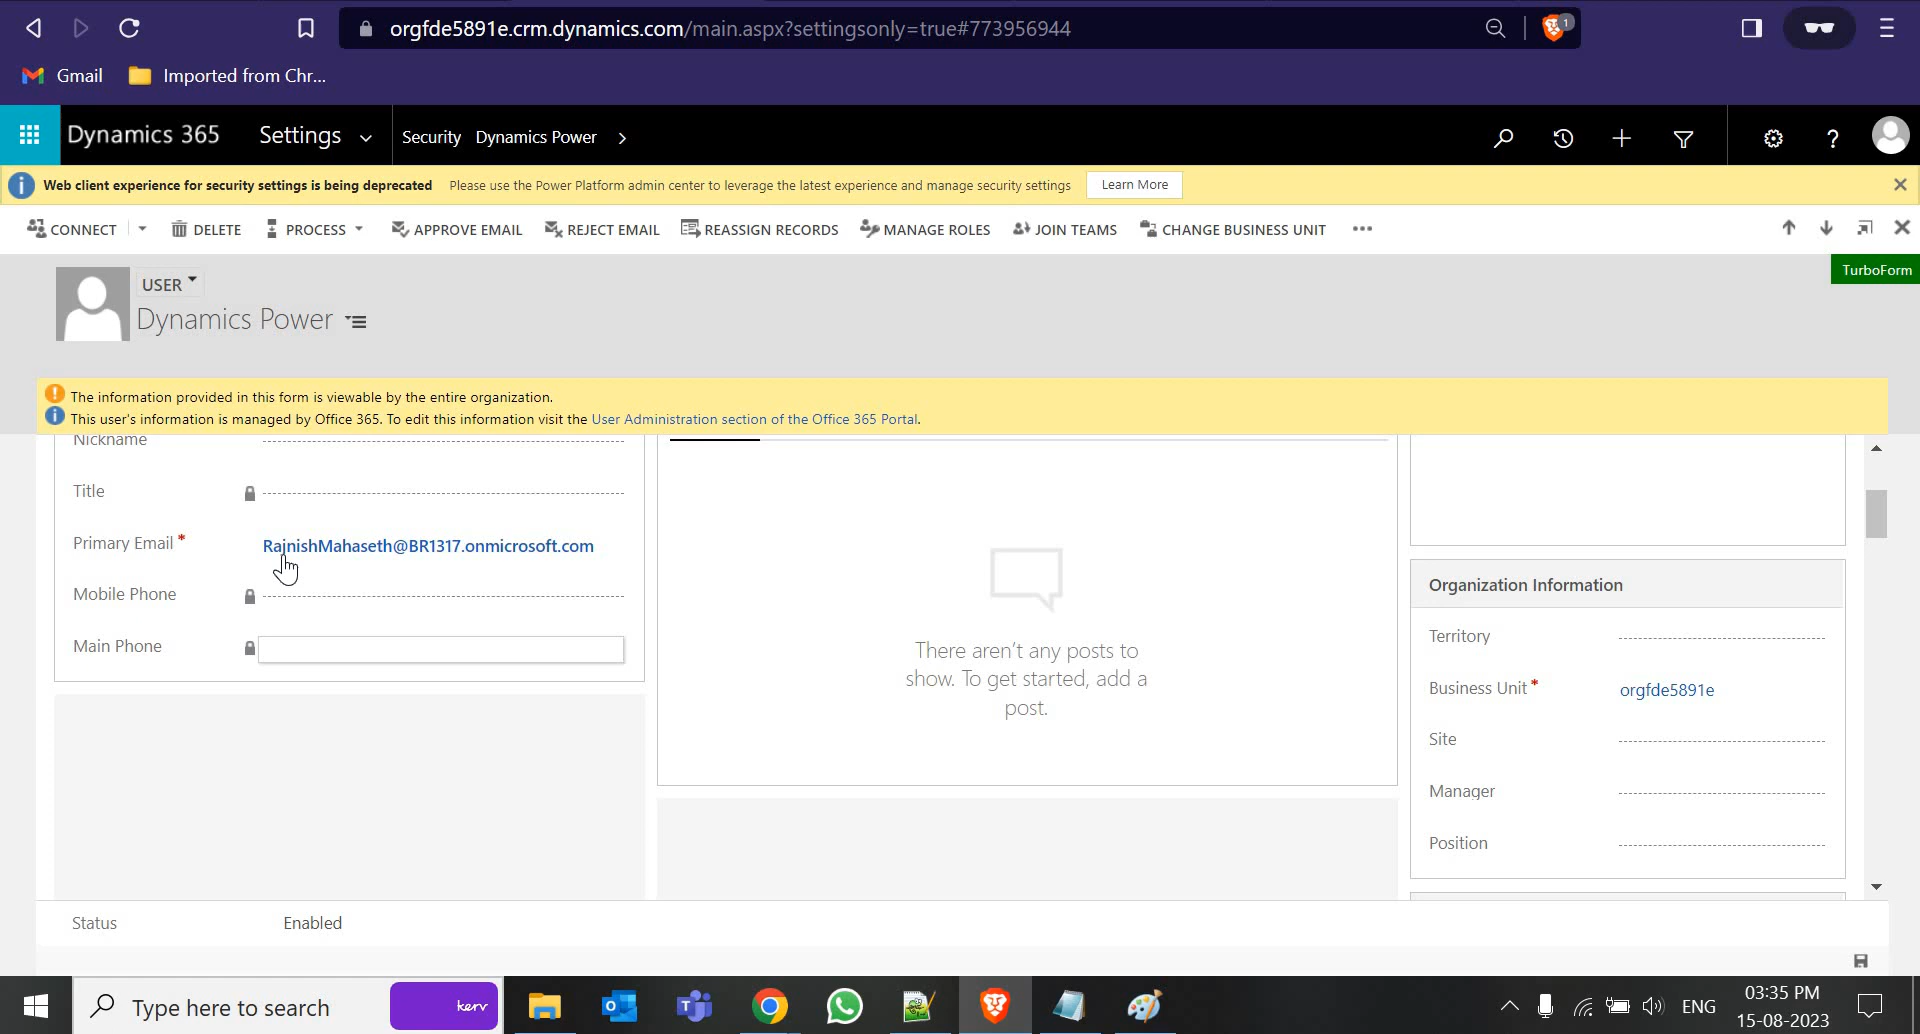 orgfde5891e.crm.dynamics.com/main.aspx?settingsonly=true#773956944
1
Gmail
Imported from Chr...
Dynamics 365
Settings
Security
Dynamics Power
Web client experience for security settings is being deprecated
Please use the Power Platform admin center to leverage the latest experience and manage security settings
Learn More
CONNECT
DELETE
PROCESS
APPROVE EMAIL
REJECT EMAIL
REASSIGN RECORDS
MANAGE ROLES
JOIN TEAMS
CHANGE BUSINESS UNIT
TurboForm
USER
Dynamics Power
The information provided in this form is viewable by the entire organization.
This user's information is managed by Office 365. To edit this information visit the User Administration section of the Office 365 Portal.
Nickname
Title
Primary Email *
RajnishMahaseth@BR1317.onmicrosoft.com
Mobile Phone
Main Phone
There aren't any posts to
show. To get started, add a
post.
Organization Information
Territory
Business Unit *
orgfde5891e
Site
Manager
Position
Status
Enabled
Type here to search
kerv
ENG
03:35 PM
15-08-2023